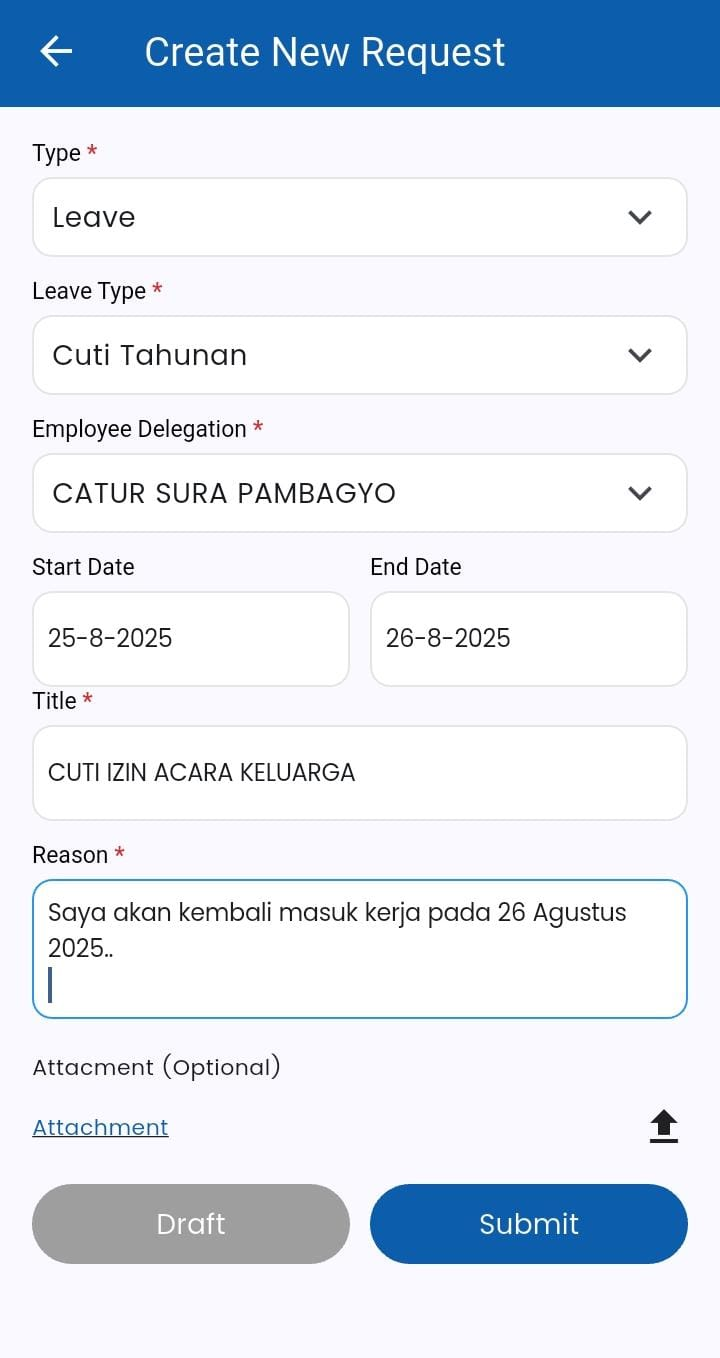 Create New Request
Type *
Leave
Leave Type *
Cuti Tahunan
Employee Delegation *
CATUR SURA PAMBAGYO
Start Date
End Date
25-8-2025
26-8-2025
Title *
CUTI IZIN ACARA KELUARGA
Reason *
Saya akan kembali masuk kerja pada 26 Agustus
2025..
Attacment (Optional)
Attachment
Draft
Submit